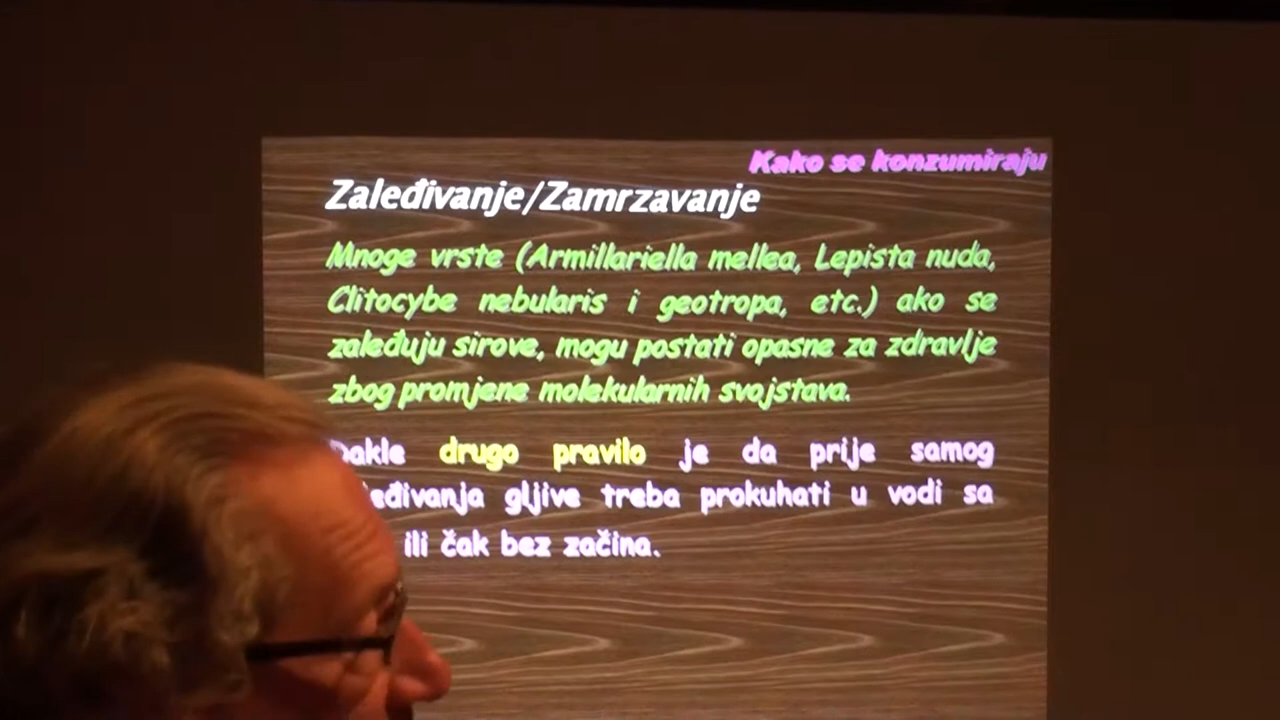 Kako se konzumiraju
Zaleđivanje/Zamrzavanje
Mnoge vrste (Armillariella mellea, Lepista nuda,
Clitocybe nebularis i geotropa, etc.) ako se
zaleđuju sirove, mogu postati opasne za zdravlje
zbog promjene molekularnih svojstava.
Dakle drugo pravilo je da prije samog
eđivanja gljive treba prokuhati u vodi sa
ili čak bez začina.